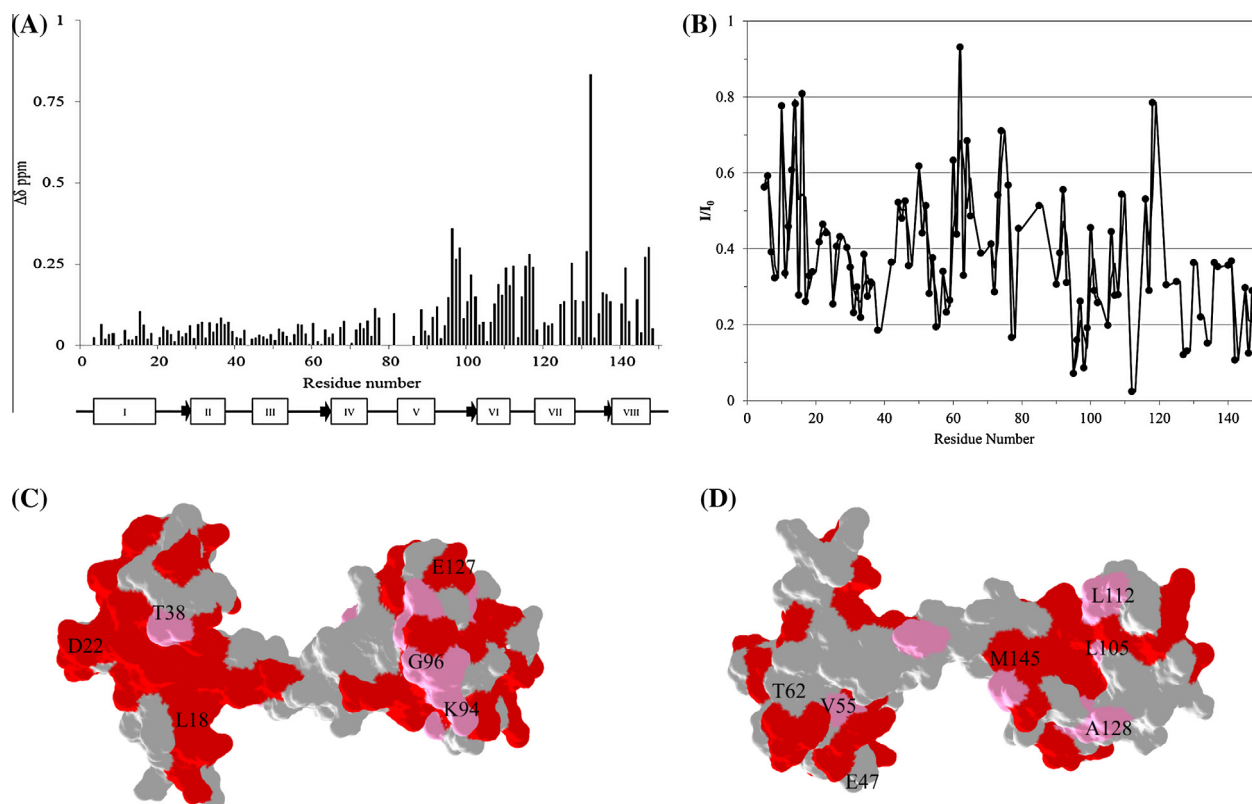 (A)
1
0.75
0.5
0.25
0
Δδ ppm
0 20 40 60 80 100 120 140
Residue number
I II III IV V VI VII VIII
(B)
1
0.8
0.6
0.4
0.2
0
I/I₀
0 20 40 60 80 100 120 140
Residue Number
(C)
E127
T38
D22
G96
K94
L18
(D)
L112
M145
L105
T62
V55
A128
E47